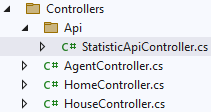 Controllers
Api
C# StatisticApiController.cs
C# AgentController.cs
C# HomeController.cs
C# HouseController.cs